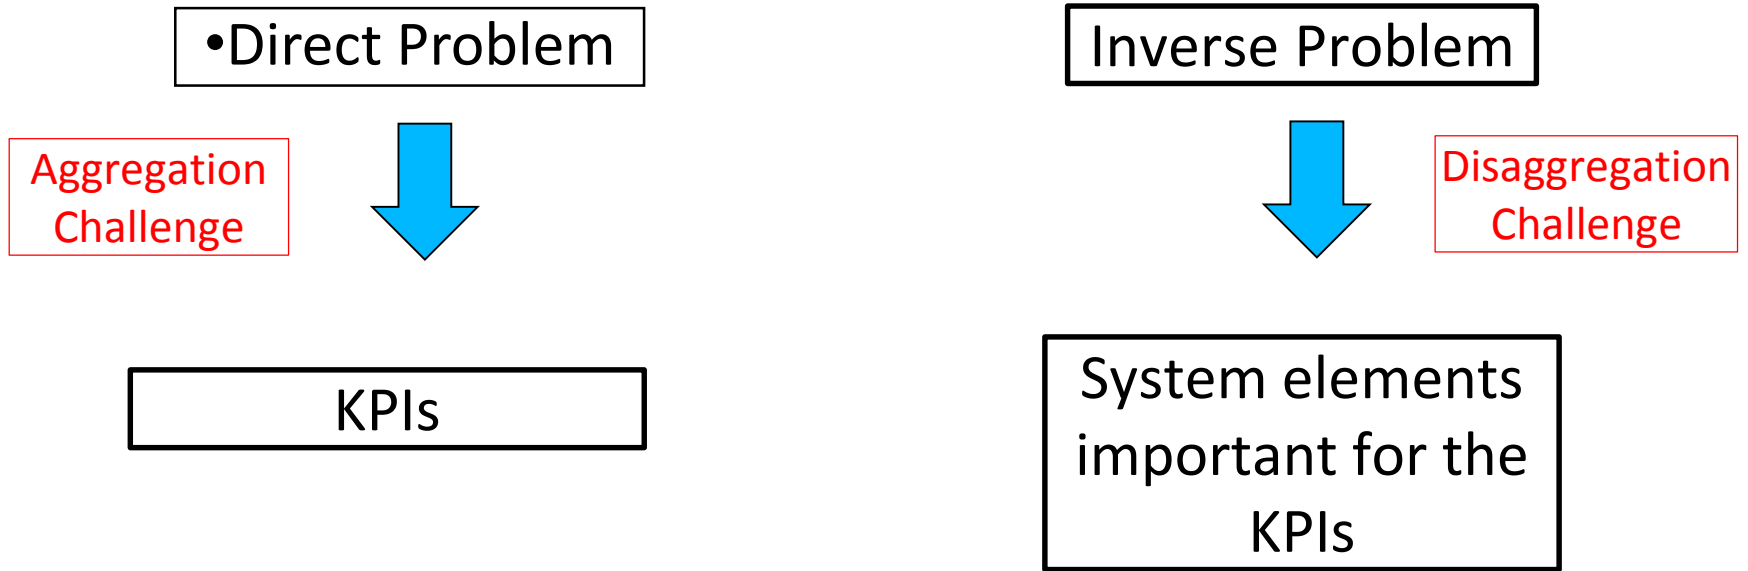 •Direct Problem
Inverse Problem
Aggregation
Challenge
Disaggregation
Challenge
KPIs
System elements
important for the
KPIs